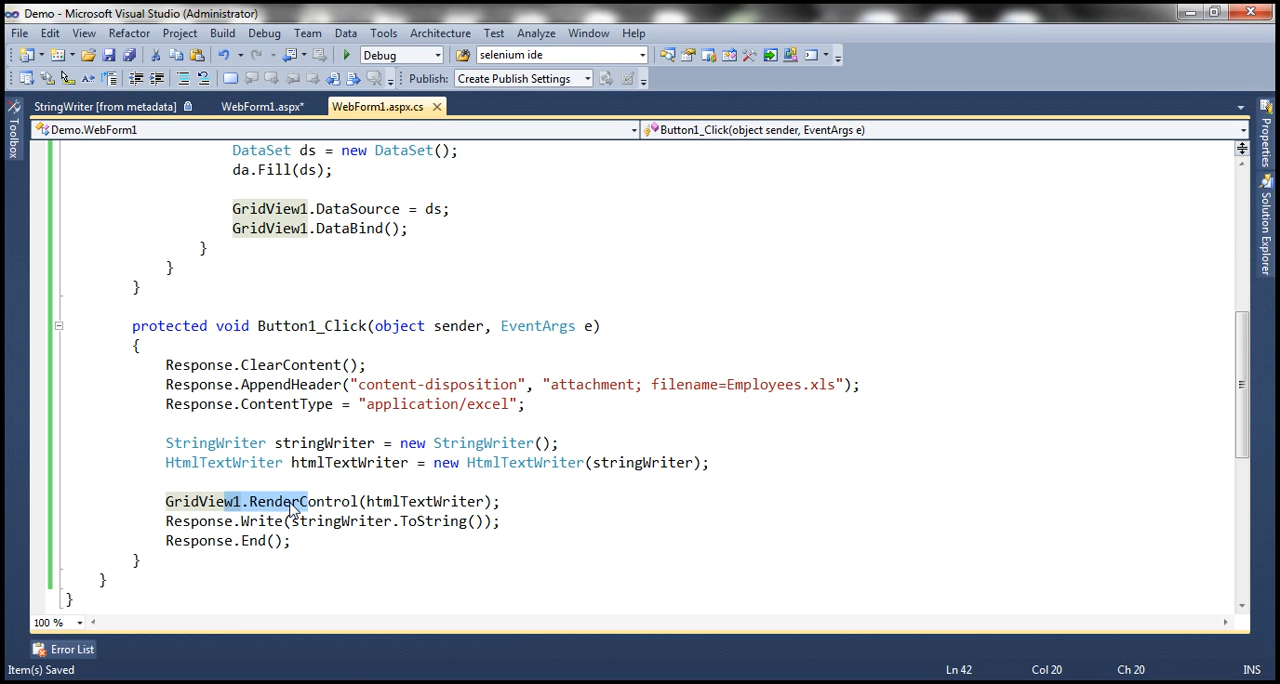 Demo - Microsoft Visual Studio (Administrator)
File Edit View Refactor Project Build Debug Team Data Tools Architecture Test Analyze Window Help
Debug selenium ide
Publish: Create Publish Settings
StringWriter [from metadata] WebForm1.aspx* WebForm1.aspx.cs
Demo.WebForm1 Button1_Click(object sender, EventArgs e)
Toolbox
Properties
Solution Explorer
DataSet ds = new DataSet();
da.Fill(ds);
GridView1.DataSource = ds;
GridView1.DataBind();
}
}
}
protected void Button1_Click(object sender, EventArgs e)
{
Response.ClearContent();
Response.AppendHeader("content-disposition", "attachment; filename=Employees.xls");
Response.ContentType = "application/excel";
StringWriter stringWriter = new StringWriter();
HtmlTextWriter htmlTextWriter = new HtmlTextWriter(stringWriter);
GridView1.RenderControl(htmlTextWriter);
Response.Write(stringWriter.ToString());
Response.End();
}
}
}
100 %
Error List
Item(s) Saved Ln 42 Col 20 Ch 20 INS